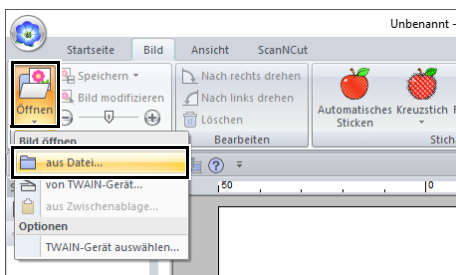 Unbenannt -
Startseite Bild Ansicht ScanNCut
Öffnen
Speichern
Bild modifizieren
Nach rechts drehen
Nach links drehen
Löschen
Automatisches Kreuzstich
Sticken
Bild öffnen
Bearbeiten
Stich
aus Datei...
von TWAIN-Gerät...
aus Zwischenablage...
Optionen
TWAIN-Gerät auswählen...
50
0